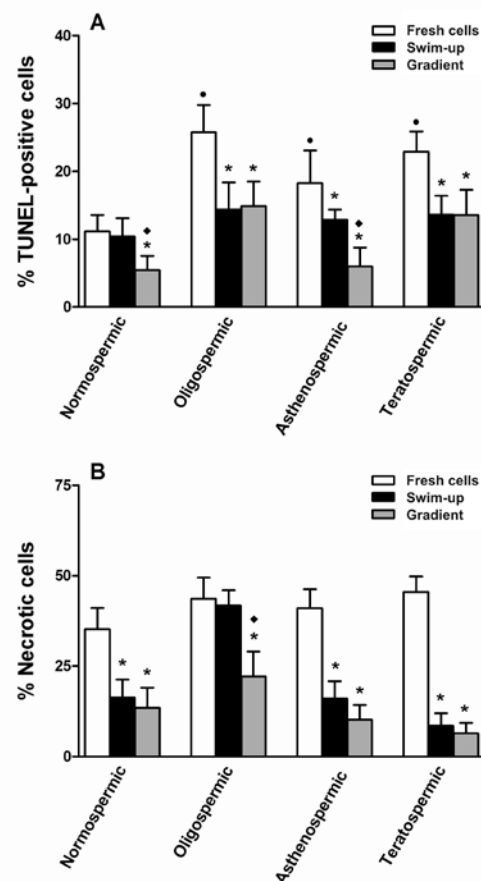 A
Fresh cells
Swim-up
Gradient
% TUNEL-positive cells
40
30
20
10
0
•
* *
◆
*
•
*
◆
*
•
* *
Normospermic
Oligospermic
Asthenospermic
Teratospermic
B
Fresh cells
Swim-up
Gradient
% Necrotic cells
75
50
25
0
* *
◆
*
* *
* *
Normospermic
Oligospermic
Asthenospermic
Teratospermic